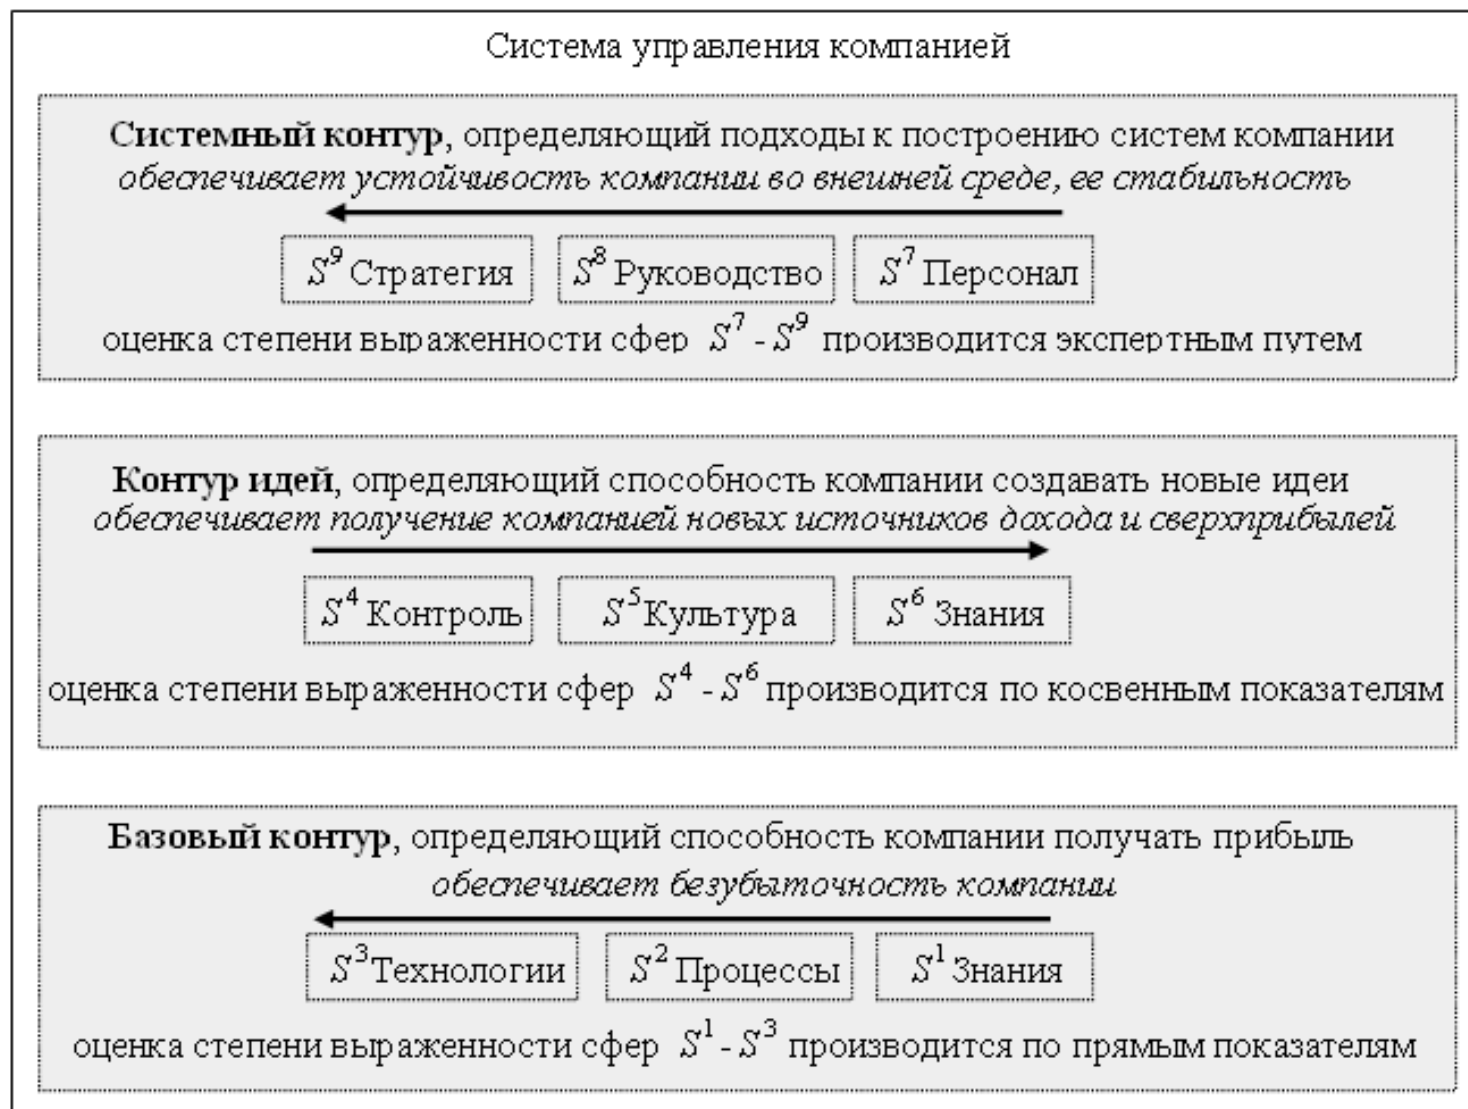 Система управления компанией
Системный контур, определяющий подходы к построению систем компании
обеспечивает устойчивость компании во внешней среде, ее стабильность
S⁹ Стратегия S⁸ Руководство S⁷ Персонал
оценка степени выраженности сфер S⁷ - S⁹ производится экспертным путем
Контур идей, определяющий способность компании создавать новые идеи
обеспечивает получение компанией новых источников дохода и сверхприбылей
S⁴ Контроль S⁵ Культура S⁶ Знания
оценка степени выраженности сфер S⁴ - S⁶ производится по косвенным показателям
Базовый контур, определяющий способность компании получать прибыль
обеспечивает безубыточность компании
S³ Технологии S² Процессы S¹ Знания
оценка степени выраженности сфер S¹ - S³ производится по прямым показателям